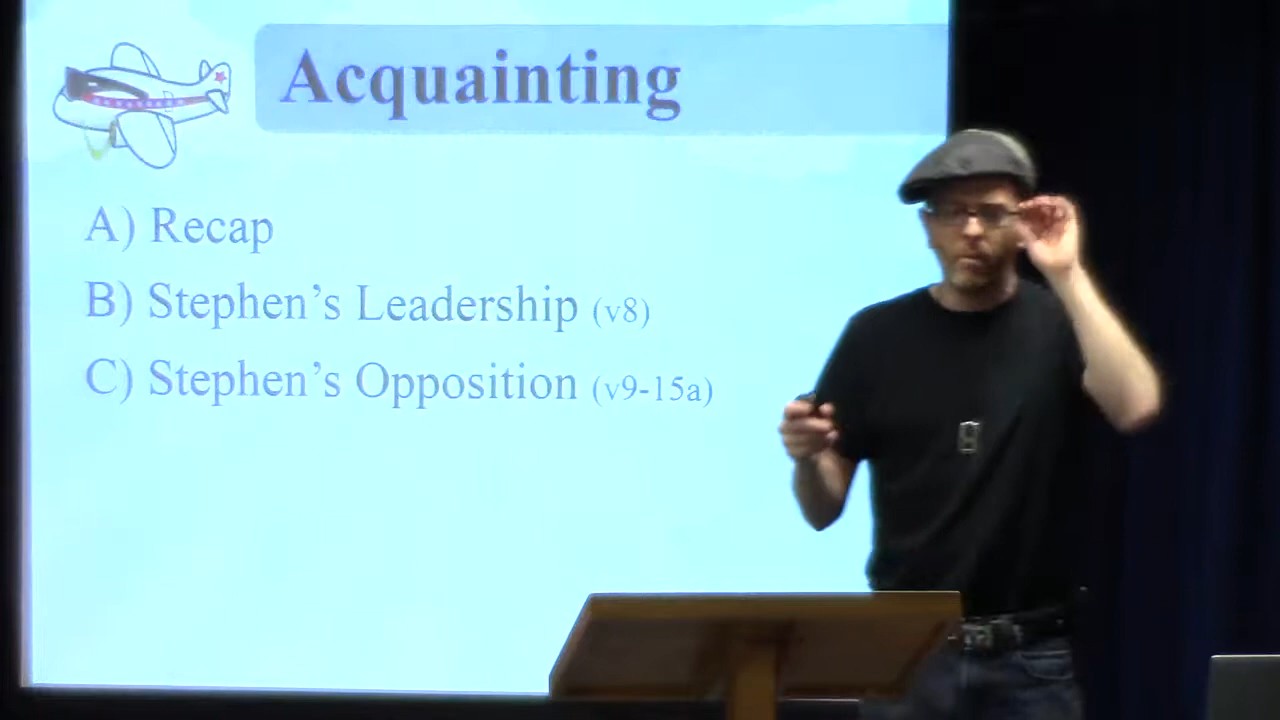 Acquainting
A) Recap
B) Stephen's Leadership (v8)
C) Stephen's Opposition (v9-15a)